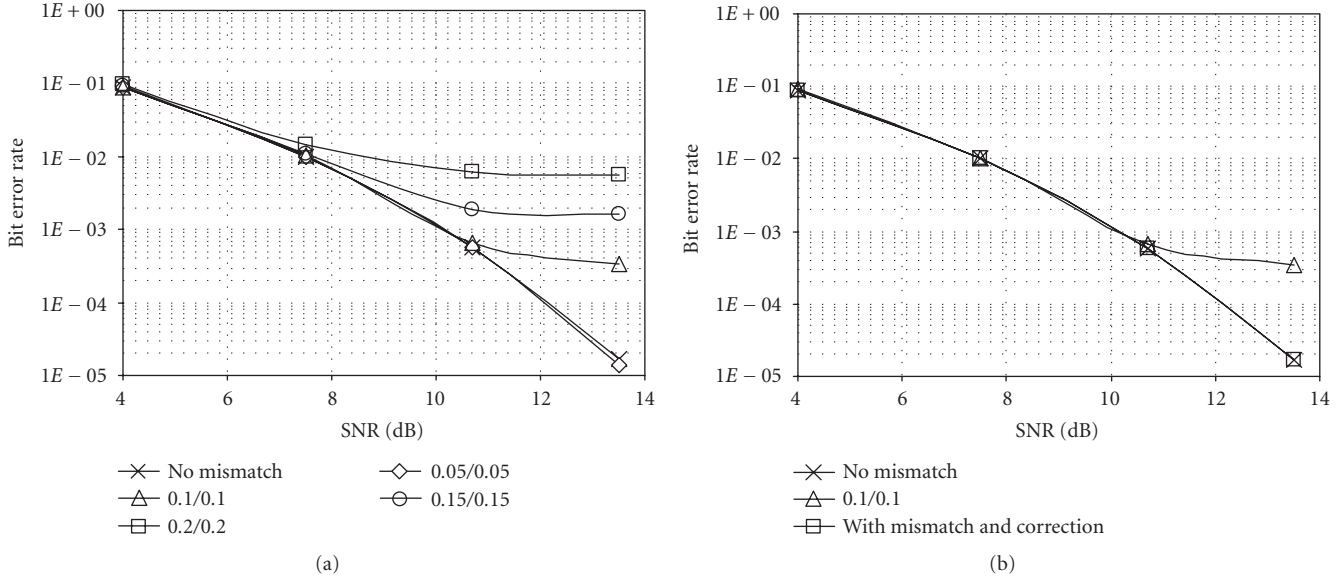 1E + 00
1E − 01
1E − 02
1E − 03
1E − 04
1E − 05
Bit error rate
4
6
8
10
12
14
SNR (dB)
No mismatch
0.1/0.1
0.2/0.2
0.05/0.05
0.15/0.15
(a)
1E + 00
1E − 01
1E − 02
1E − 03
1E − 04
1E − 05
Bit error rate
4
6
8
10
12
14
SNR (dB)
No mismatch
0.1/0.1
With mismatch and correction
(b)